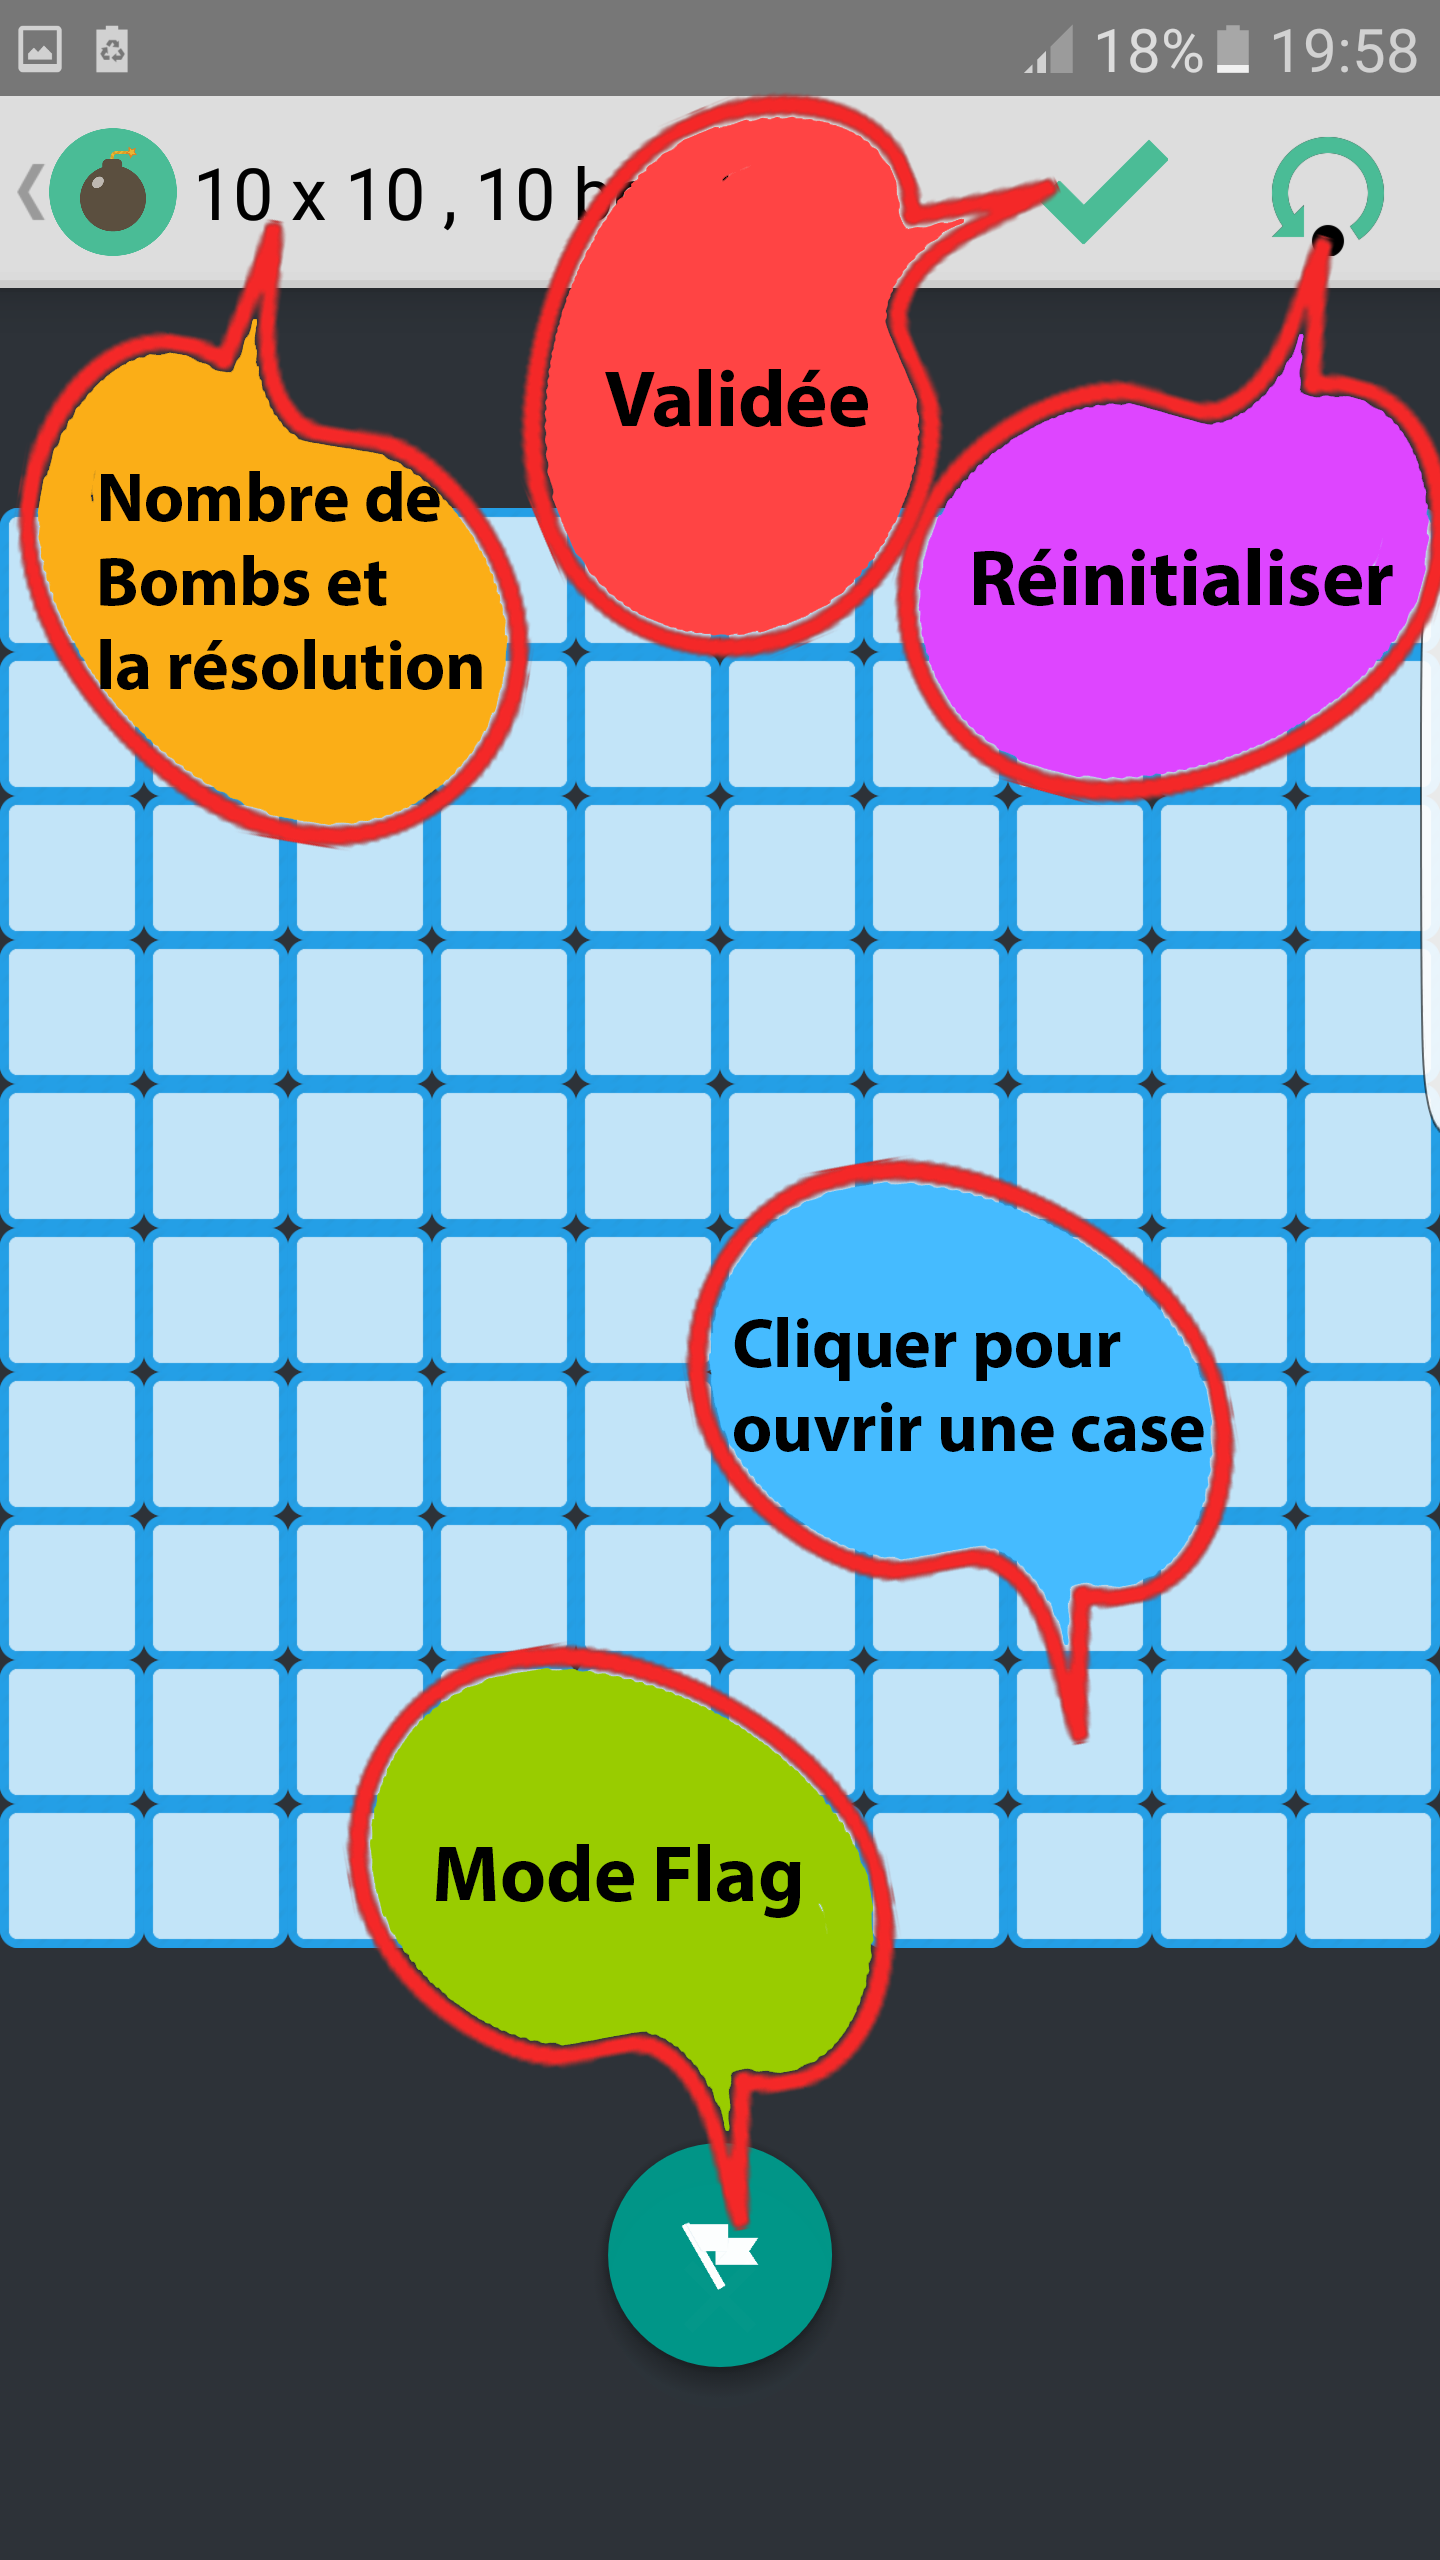 18% 19:58
10 x 10 , 10
Validée
Nombre de
Bombs et
la résolution
Réinitialiser
Cliquer pour
ouvrir une case
Mode Flag